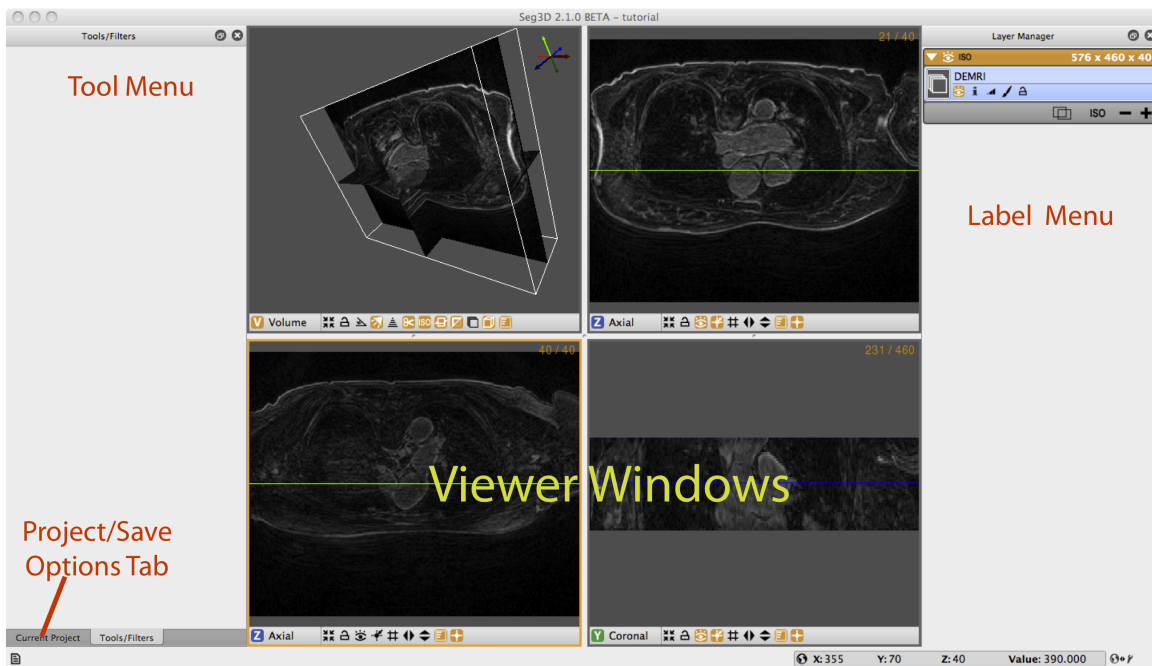 Seg3D 2.1.0 BETA - tutorial
Tools/Filters
Tool Menu
V Volume
ISO
21 / 40
Z Axial
Layer Manager
ISO 576 x 460 x 40
DEMRI
ISO
Label Menu
40 / 40
Z Axial
231 / 460
Y Coronal
Viewer Windows
Project/Save
Options Tab
Current Project
Tools/Filters
X: 355 Y: 70 Z: 40 Value: 390.000